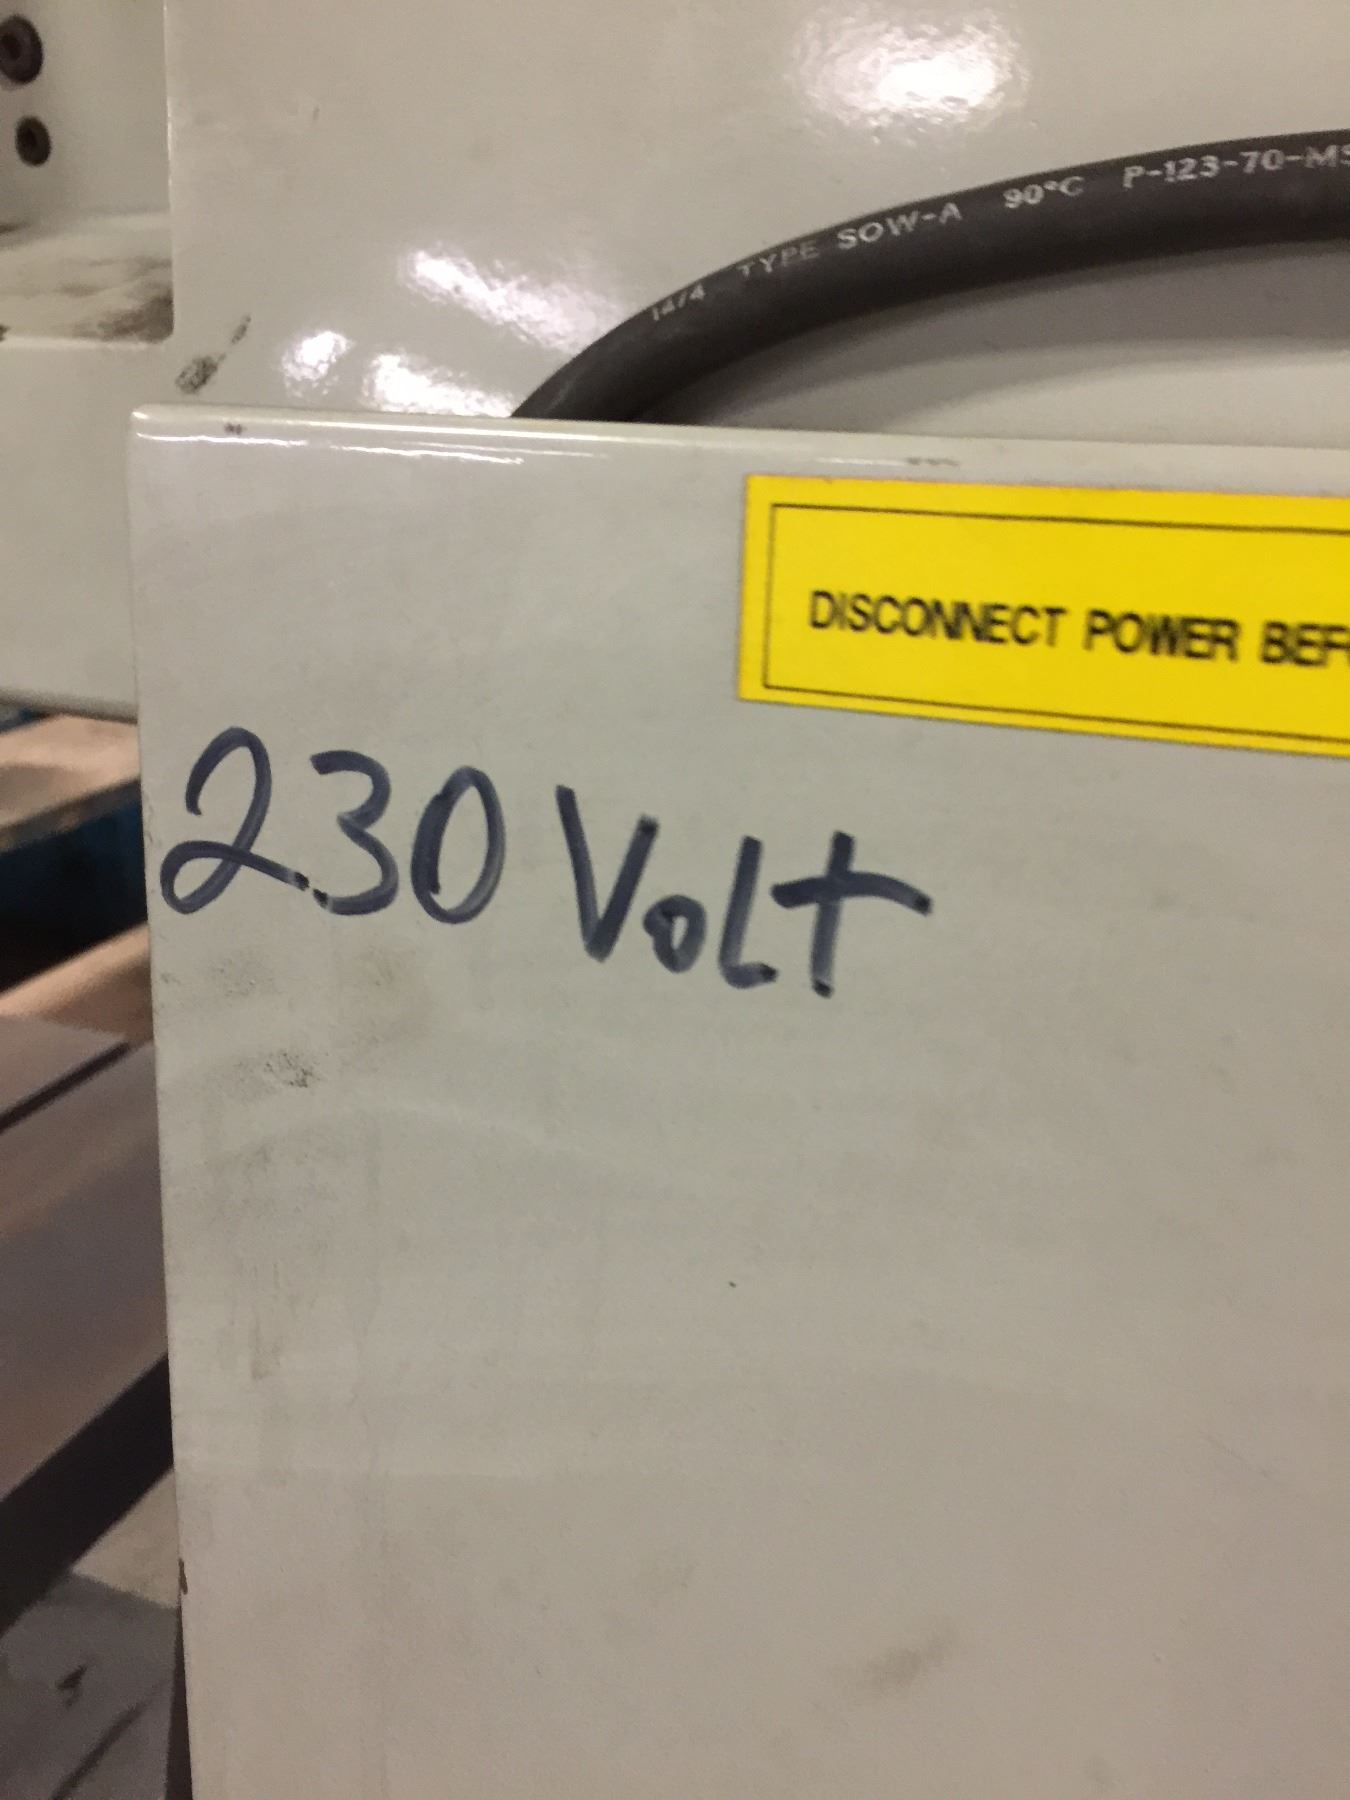 14/4 TYPE SOW-A 90°C P-123-70-MS
DISCONNECT POWER BEF
230 Volt